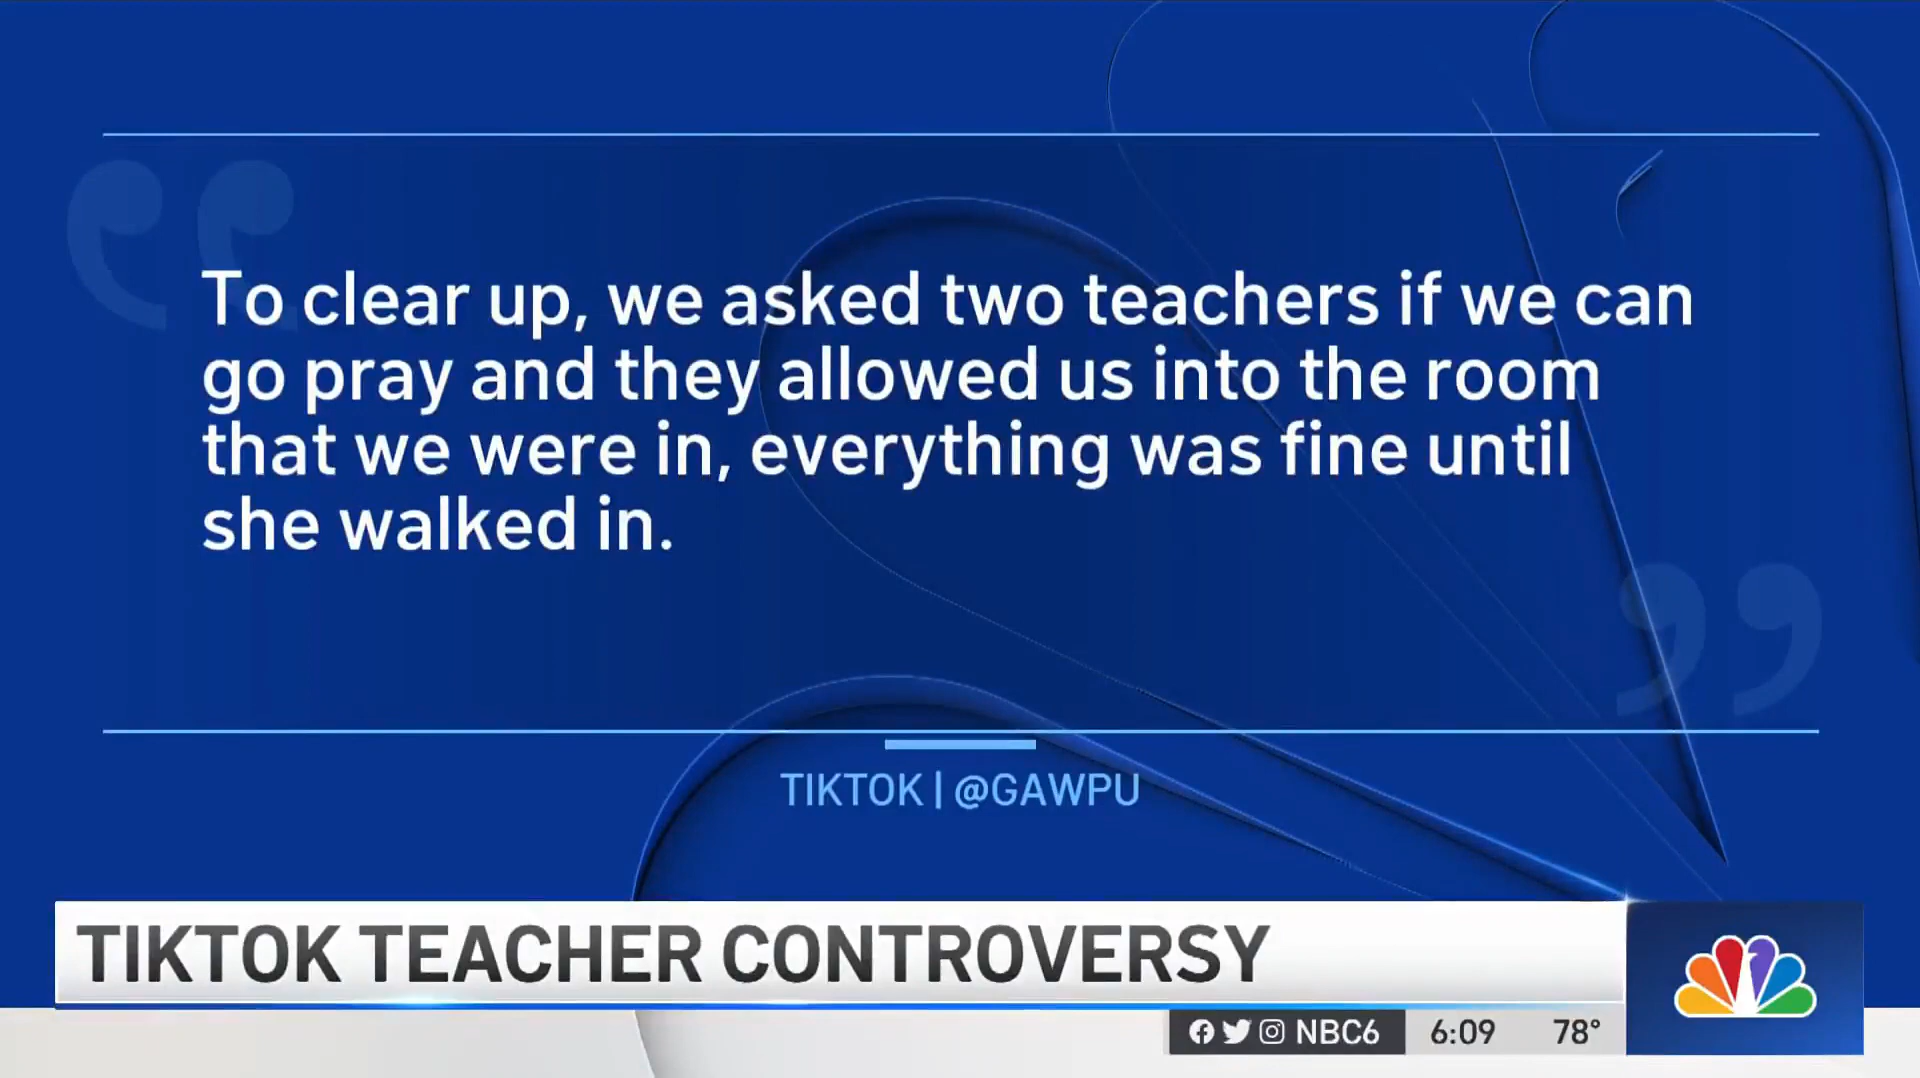 To clear up, we asked two teachers if we can
go pray and they allowed us into the room
that we were in, everything was fine until
she walked in.
TIKTOK | @GAWPU
TIKTOK TEACHER CONTROVERSY
NBC6 6:09 78°